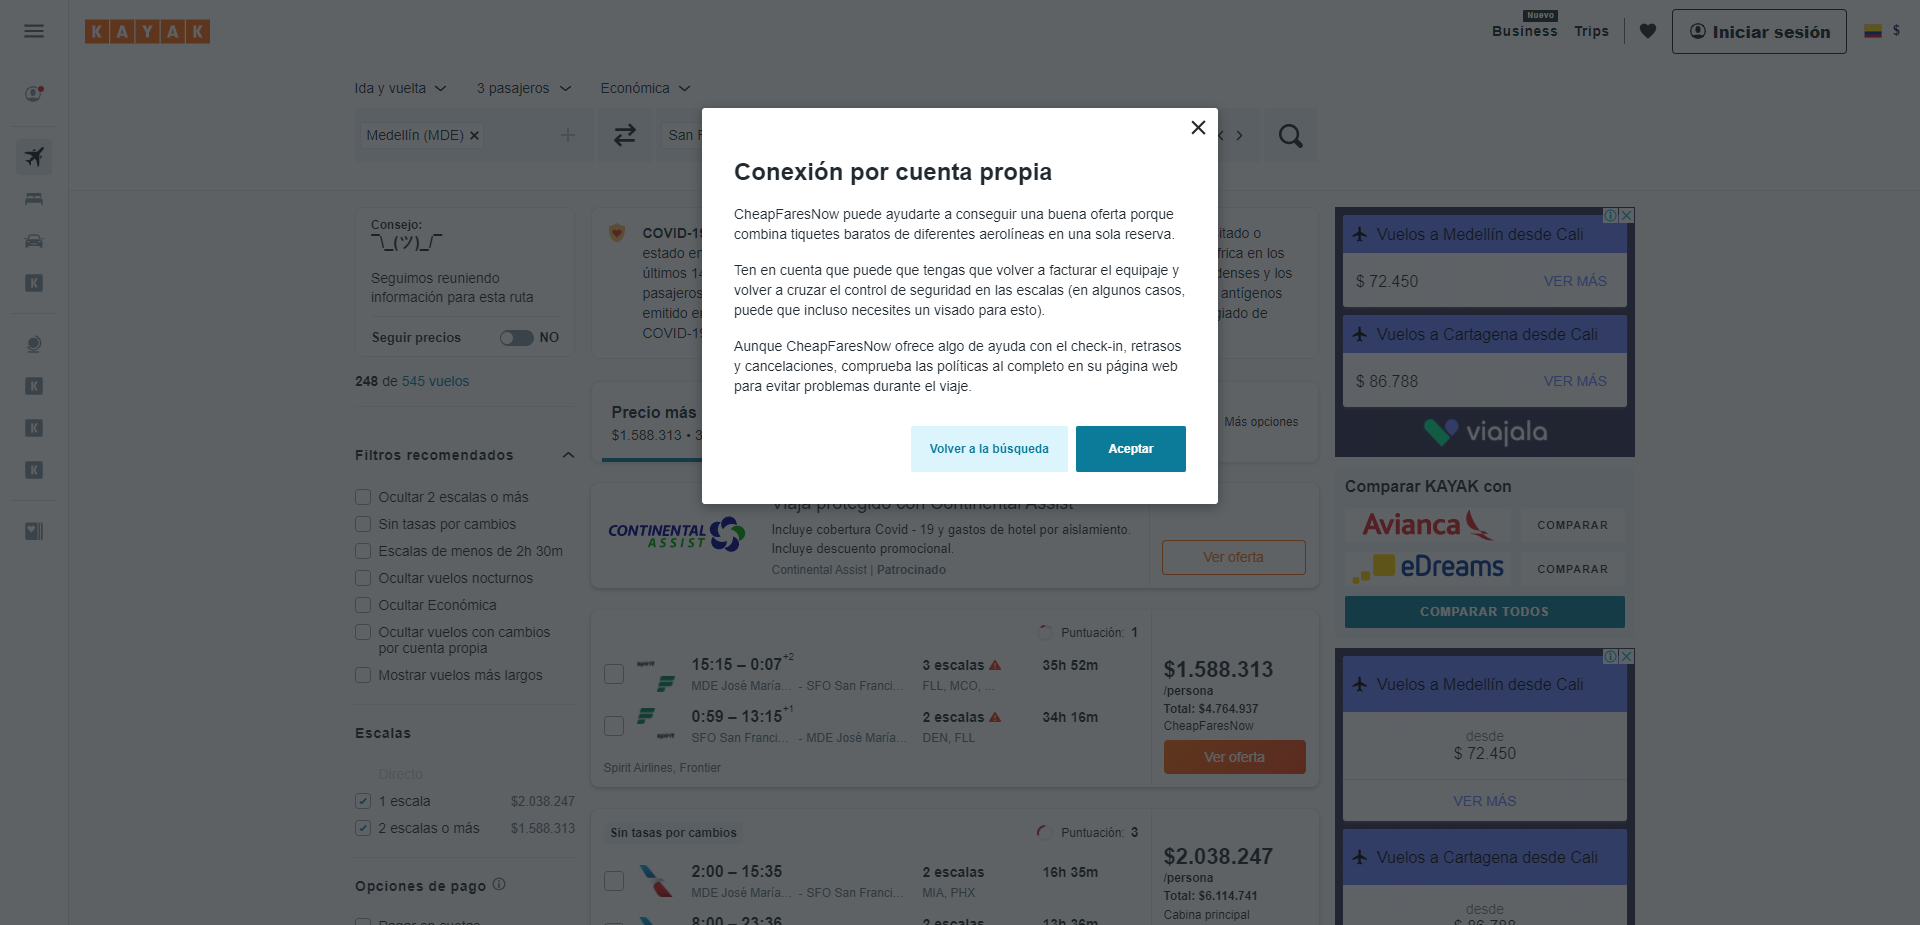 KAYAK
Nuevo
Business
Trips
Iniciar sesión
$
Ida y vuelta
3 pasajeros
Económica
Medellín (MDE)
San F
Conexión por cuenta propia
CheapFaresNow puede ayudarte a conseguir una buena oferta porque
combina tiquetes baratos de diferentes aerolíneas en una sola reserva.
Ten en cuenta que puede que tengas que volver a facturar el equipaje y
volver a cruzar el control de seguridad en las escalas (en algunos casos,
puede que incluso necesites un visado para esto).
Aunque CheapFaresNow ofrece algo de ayuda con el check-in, retrasos
y cancelaciones, comprueba las políticas al completo en su página web
para evitar problemas durante el viaje.
Volver a la búsqueda
Aceptar
Consejo:
¯\_(ツ)_/¯
Seguimos reuniendo
información para esta ruta
Seguir precios
NO
248 de 545 vuelos
Filtros recomendados
Ocultar 2 escalas o más
Sin tasas por cambios
Escalas de menos de 2h 30m
Ocultar vuelos nocturnos
Ocultar Económica
Ocultar vuelos con cambios
por cuenta propia
Mostrar vuelos más largos
Escalas
Directo
1 escala $2.038.247
2 escalas o más $1.588.313
Opciones de pago
Pagar en cuotas
COVID-19
estado en
últimos 14
pasajeros
emitido en
COVID-19
itado o
frica en los
denses y los
antígenos
giado de
Precio más
$1.588.313 • 3
Más opciones
Viaja protegido con Continental Assist
CONTINENTAL
ASSIST
Incluye cobertura Covid - 19 y gastos de hotel por aislamiento.
Incluye descuento promocional.
Continental Assist | Patrocinado
Ver oferta
Puntuación: 1
spirit
15:15 – 0:07+2
MDE José María... - SFO San Franci...
3 escalas
FLL, MCO, ...
35h 52m
0:59 – 13:15+1
SFO San Franci... - MDE José María...
2 escalas
DEN, FLL
34h 16m
spirit
Spirit Airlines, Frontier
$1.588.313
/persona
Total: $4.764.937
CheapFaresNow
Ver oferta
Sin tasas por cambios
Puntuación: 3
2:00 – 15:35
MDE José María... - SFO San Franci...
2 escalas
MIA, PHX
16h 35m
8:00 – 23:36
2 escalas
13h 36m
$2.038.247
/persona
Total: $6.114.741
Cabina principal
Vuelos a Medellín desde Cali
$ 72.450
VER MÁS
Vuelos a Cartagena desde Cali
$ 86.788
VER MÁS
viajala
Comparar KAYAK con
Avianca
COMPARAR
eDreams
COMPARAR
COMPARAR TODOS
Vuelos a Medellín desde Cali
desde
$ 72.450
VER MÁS
Vuelos a Cartagena desde Cali
desde
$ 86.788